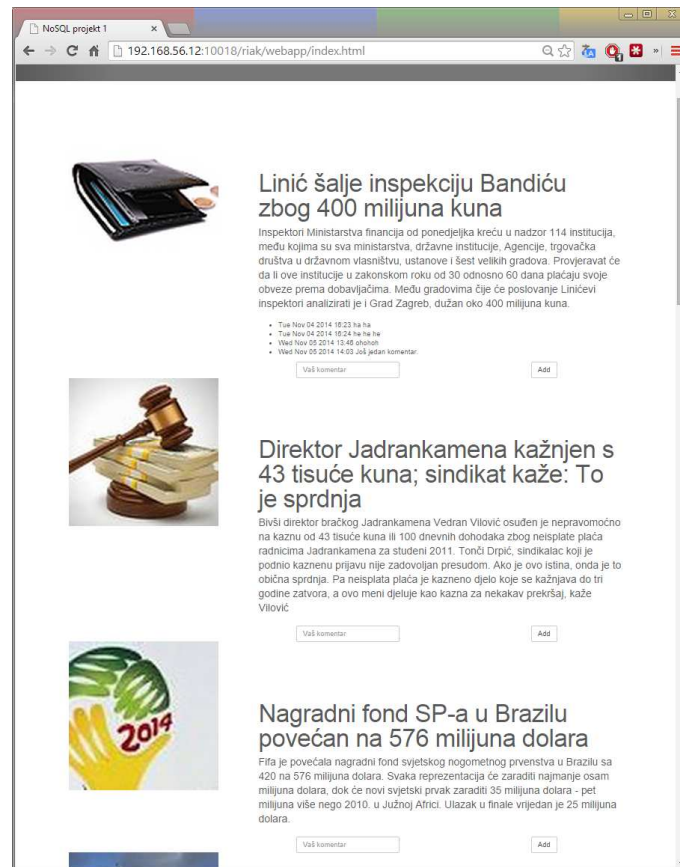 NoSQL projekt 1
192.168.56.12:10018/riak/webapp/index.html
Linić šalje inspekciju Bandiću
zbog 400 milijuna kuna
Inspektori Ministarstva financija od ponedjeljka kreću u nadzor 114 institucija,
među kojima su sva ministarstva, državne institucije, Agencije, trgovačka
društva u državnom vlasništvu, ustanove i šest velikih gradova. Provjeravat će
da li ove institucije u zakonskom roku od 30 odnosno 60 dana plaćaju svoje
obveze prema dobavljačima. Među gradovima čije će poslovanje Linićevi
inspektori analizirati je i Grad Zagreb, dužan oko 400 milijuna kuna.
Tue Nov 04 2014 16:23 ha ha
Tue Nov 04 2014 16:24 he he he
Wed Nov 05 2014 13:46 ohohoh
Wed Nov 05 2014 14:03 Još jedan komentar.
Vaš komentar Add
Direktor Jadrankamena kažnjen s
43 tisuće kuna; sindikat kaže: To
je sprdnja
Bivši direktor bračkog Jadrankamena Vedran Vilović osuđen je nepravomoćno
na kaznu od 43 tisuće kuna ili 100 dnevnih dohodaka zbog neisplate plaća
radnicima Jadrankamena za studeni 2011. Tonči Drpić, sindikalac koji je
podnio kaznenu prijavu nije zadovoljan presudom. Ako je ovo istina, onda je to
obična sprdnja. Pa neisplata plaća je kazneno djelo koje se kažnjava do tri
godine zatvora, a ovo meni djeluje kao kazna za nekakav prekršaj, kaže
Vilović
Vaš komentar Add
2014
Nagradni fond SP-a u Brazilu
povećan na 576 milijuna dolara
Fifa je povećala nagradni fond svjetskog nogometnog prvenstva u Brazilu sa
420 na 576 milijuna dolara. Svaka reprezentacija će zaraditi najmanje osam
milijuna dolara, dok će novi svjetski prvak zaraditi 35 milijuna dolara - pet
milijuna više nego 2010. u Južnoj Africi. Ulazak u finale vrijedan je 25 milijuna
dolara.
Vaš komentar Add